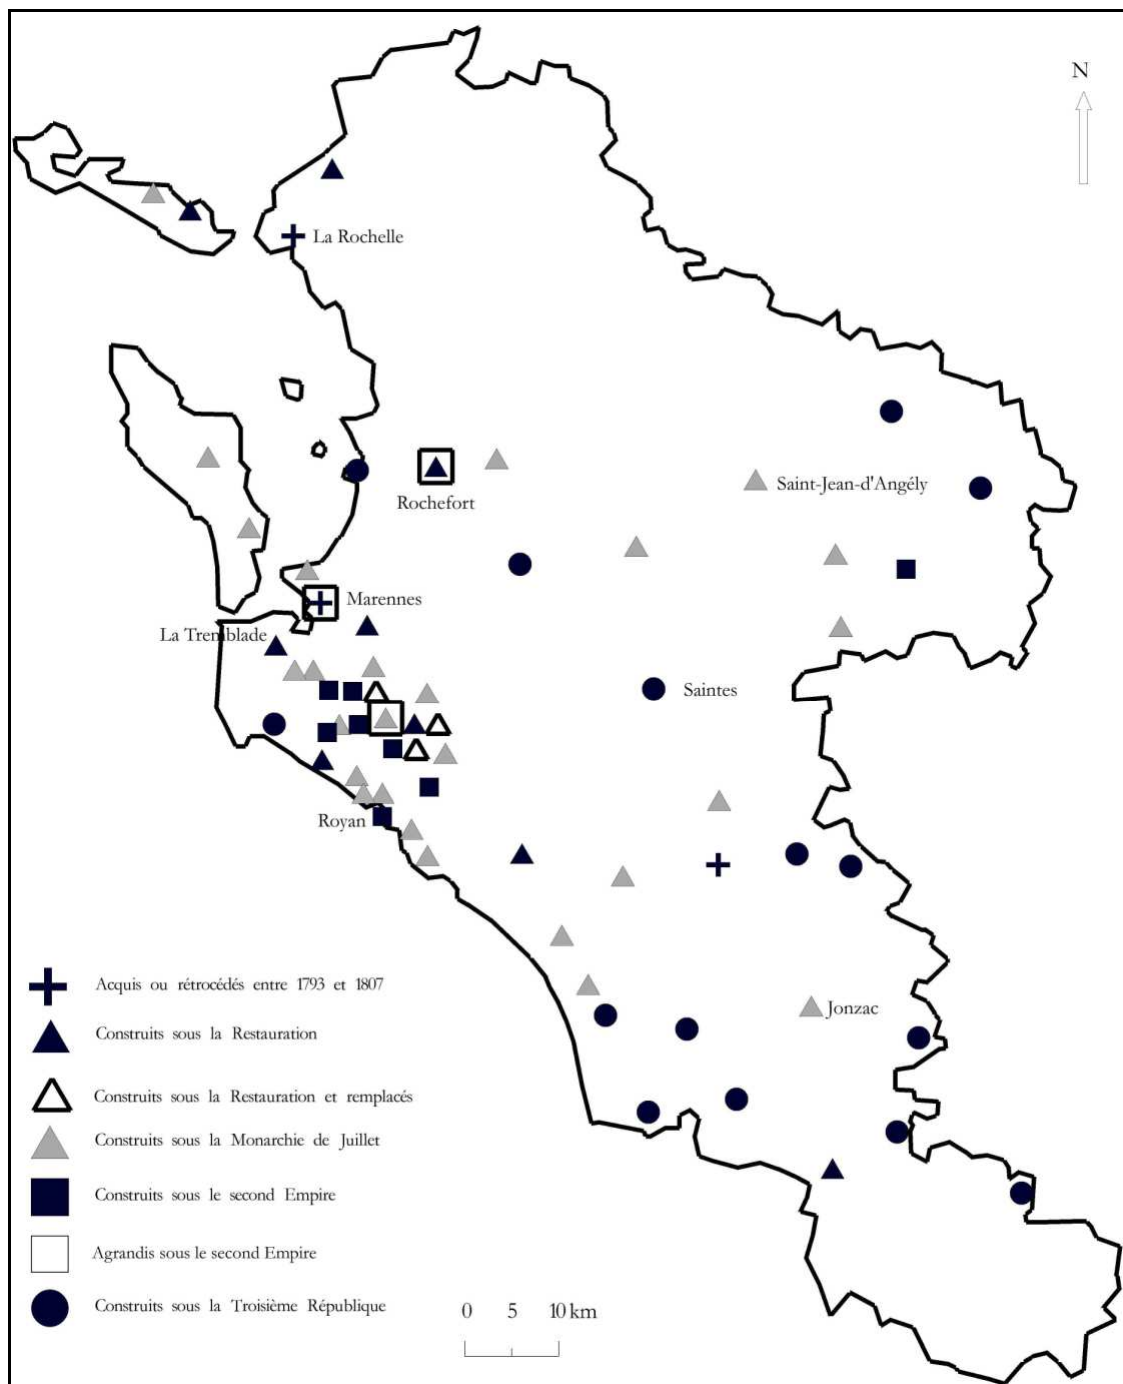 N
La Rochelle
Rochefort
Saint-Jean-d'Angély
Marennes
La Tremblade
Saintes
Royan
Jonzac
Acquis ou rétrocédés entre 1793 et 1807
Construits sous la Restauration
Construits sous la Restauration et remplacés
Construits sous la Monarchie de Juillet
Construits sous le second Empire
Agrandis sous le second Empire
Construits sous la Troisième République
0 5 10 km